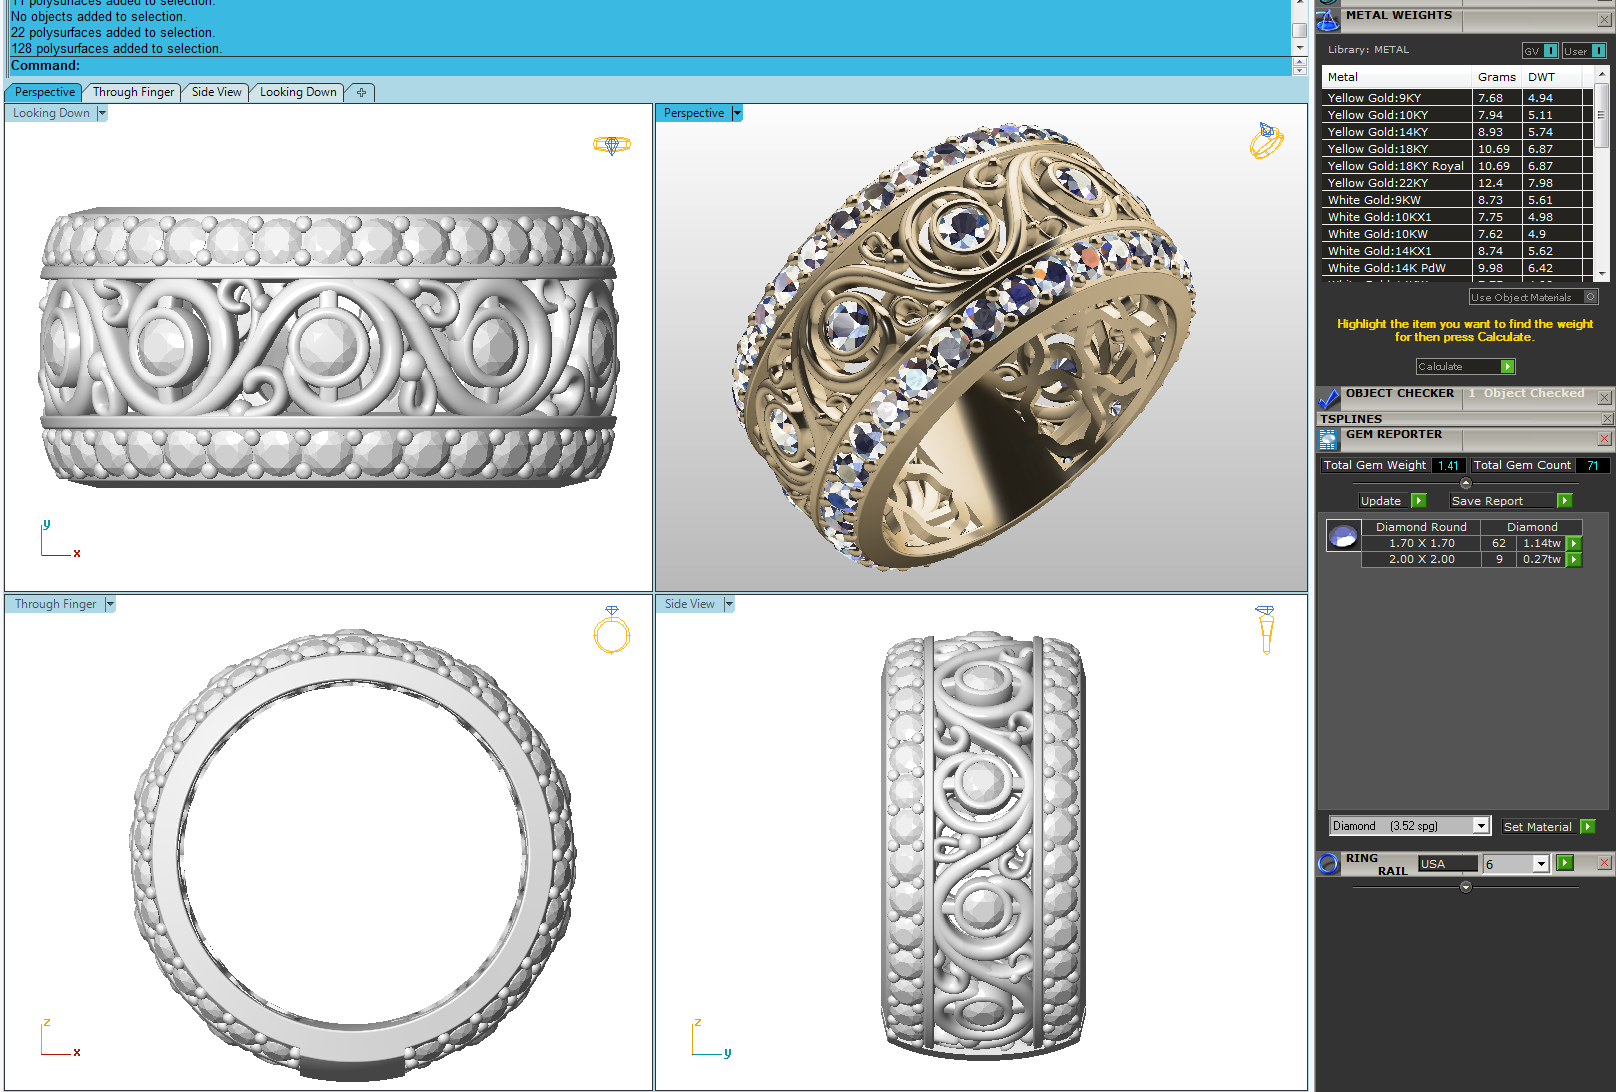 11 polysurfaces added to selection.
No objects added to selection.
22 polysurfaces added to selection.
128 polysurfaces added to selection.
Command:
Perspective Through Finger Side View Looking Down
Looking Down
y
x
Perspective
Through Finger
z
x
Side View
z
y
METAL WEIGHTS
Library: METAL GV I User I
Metal Grams DWT
Yellow Gold:9KY 7.68 4.94
Yellow Gold:10KY 7.94 5.11
Yellow Gold:14KY 8.93 5.74
Yellow Gold:18KY 10.69 6.87
Yellow Gold:18KY Royal 10.69 6.87
Yellow Gold:22KY 12.4 7.98
White Gold:9KW 8.73 5.61
White Gold:10KX1 7.75 4.98
White Gold:10KW 7.62 4.9
White Gold:14KX1 8.74 5.62
White Gold:14K PdW 9.98 6.42
Use Object Materials O
Highlight the item you want to find the weight
for then press Calculate.
Calculate
OBJECT CHECKER 1 Object Checked
TSPLINES
GEM REPORTER
Total Gem Weight 1.41 Total Gem Count 71
Update Save Report
Diamond Round Diamond
1.70 X 1.70 62 1.14tw
2.00 X 2.00 9 0.27tw
Diamond (3.52 spg) Set Material
RING RAIL USA 6